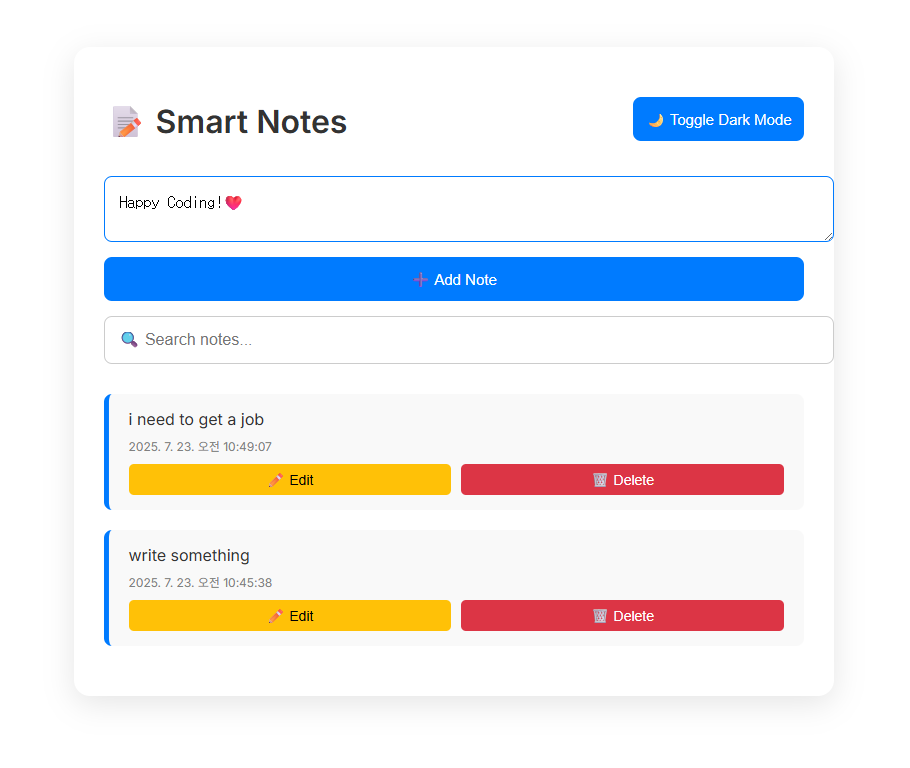 📝 Smart Notes
🌙 Toggle Dark Mode
Happy Coding!💖
➕ Add Note
🔍 Search notes...
i need to get a job
2025. 7. 23. 오전 10:49:07
✏️ Edit
🗑️ Delete
write something
2025. 7. 23. 오전 10:45:38
✏️ Edit
🗑️ Delete